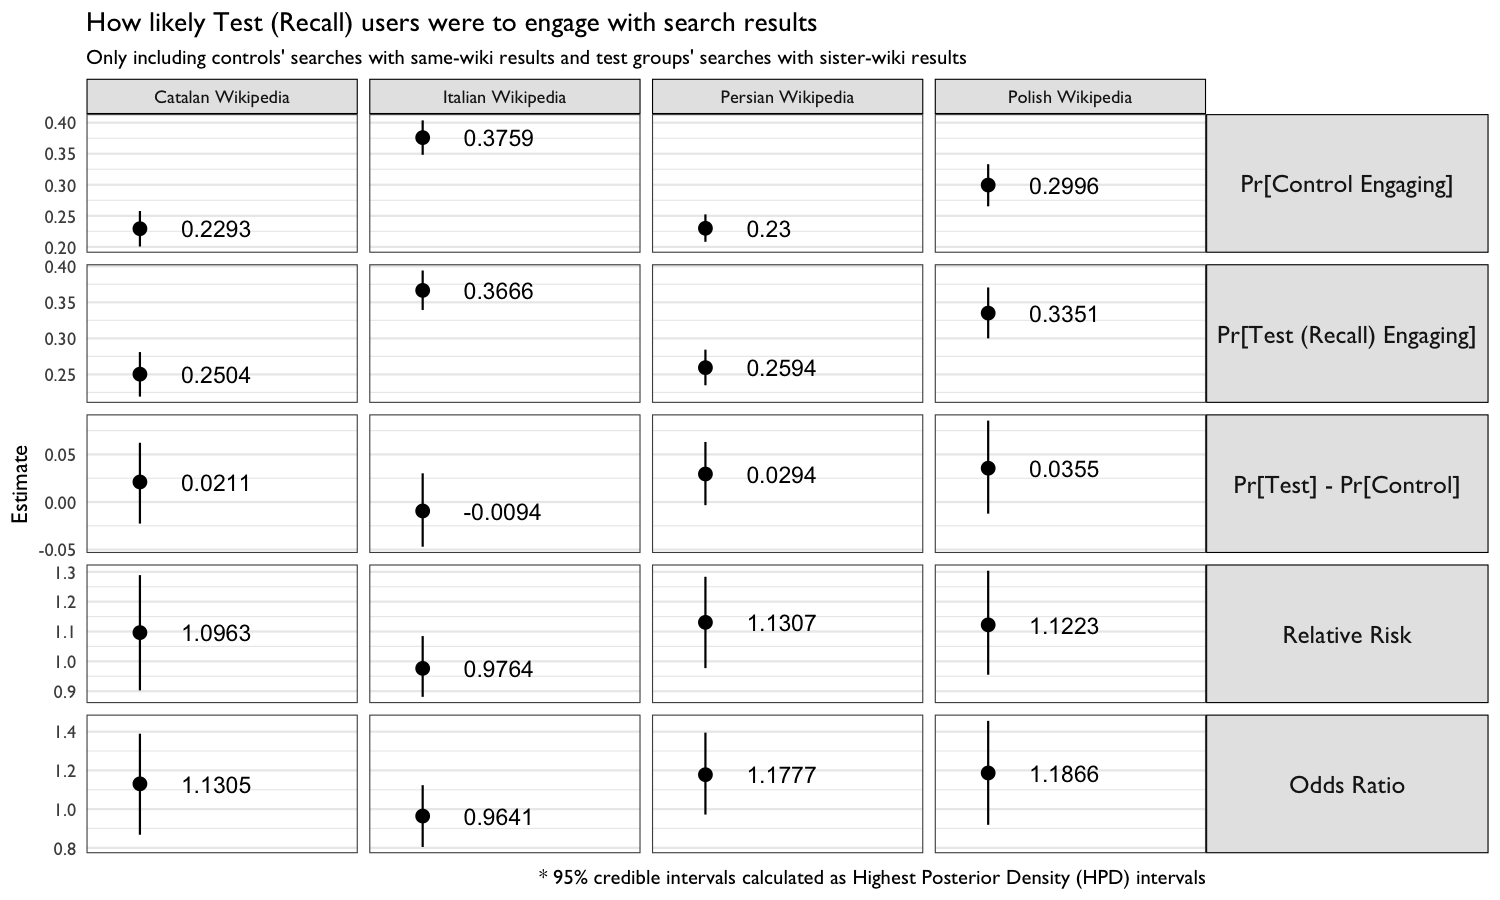 How likely Test (Recall) users were to engage with search results
Only including controls' searches with same-wiki results and test groups' searches with sister-wiki results
Catalan Wikipedia Italian Wikipedia Persian Wikipedia Polish Wikipedia
0.40
0.35
0.30
0.25
0.20
0.2293 0.3759 0.23 0.2996
Pr[Control Engaging]
0.40
0.35
0.30
0.25
0.2504 0.3666 0.2594 0.3351
Pr[Test (Recall) Engaging]
Estimate
0.05
0.00
-0.05
0.0211 -0.0094 0.0294 0.0355
Pr[Test] - Pr[Control]
1.3
1.2
1.1
1.0
0.9
1.0963 0.9764 1.1307 1.1223
Relative Risk
1.4
1.2
1.0
0.8
1.1305 0.9641 1.1777 1.1866
Odds Ratio
* 95% credible intervals calculated as Highest Posterior Density (HPD) intervals